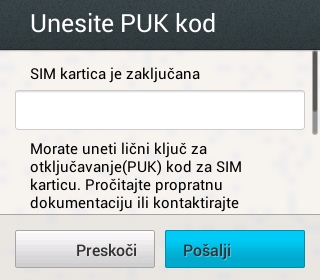 Unesite PUK kod
SIM kartica je zaključana
Morate uneti lični ključ za
otključavanje(PUK) kod za SIM
karticu. Pročitajte propratnu
dokumentaciju ili kontaktirajte
Preskoči
Pošalji